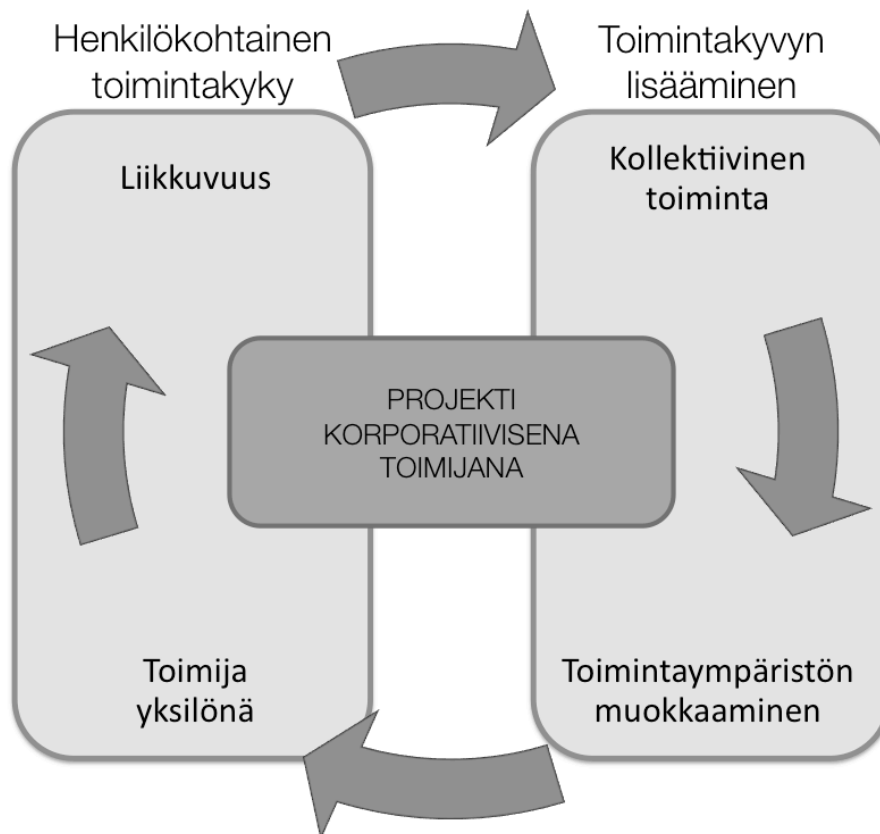 Henkilökohtainen
toimintakyky
Toimintakyvyn
lisääminen
Liikkuvuus
Kollektiivinen
toiminta
PROJEKTI
KORPORATIIVISENA
TOIMIJANA
Toimija
yksilönä
Toimintaympäristön
muokkaaminen